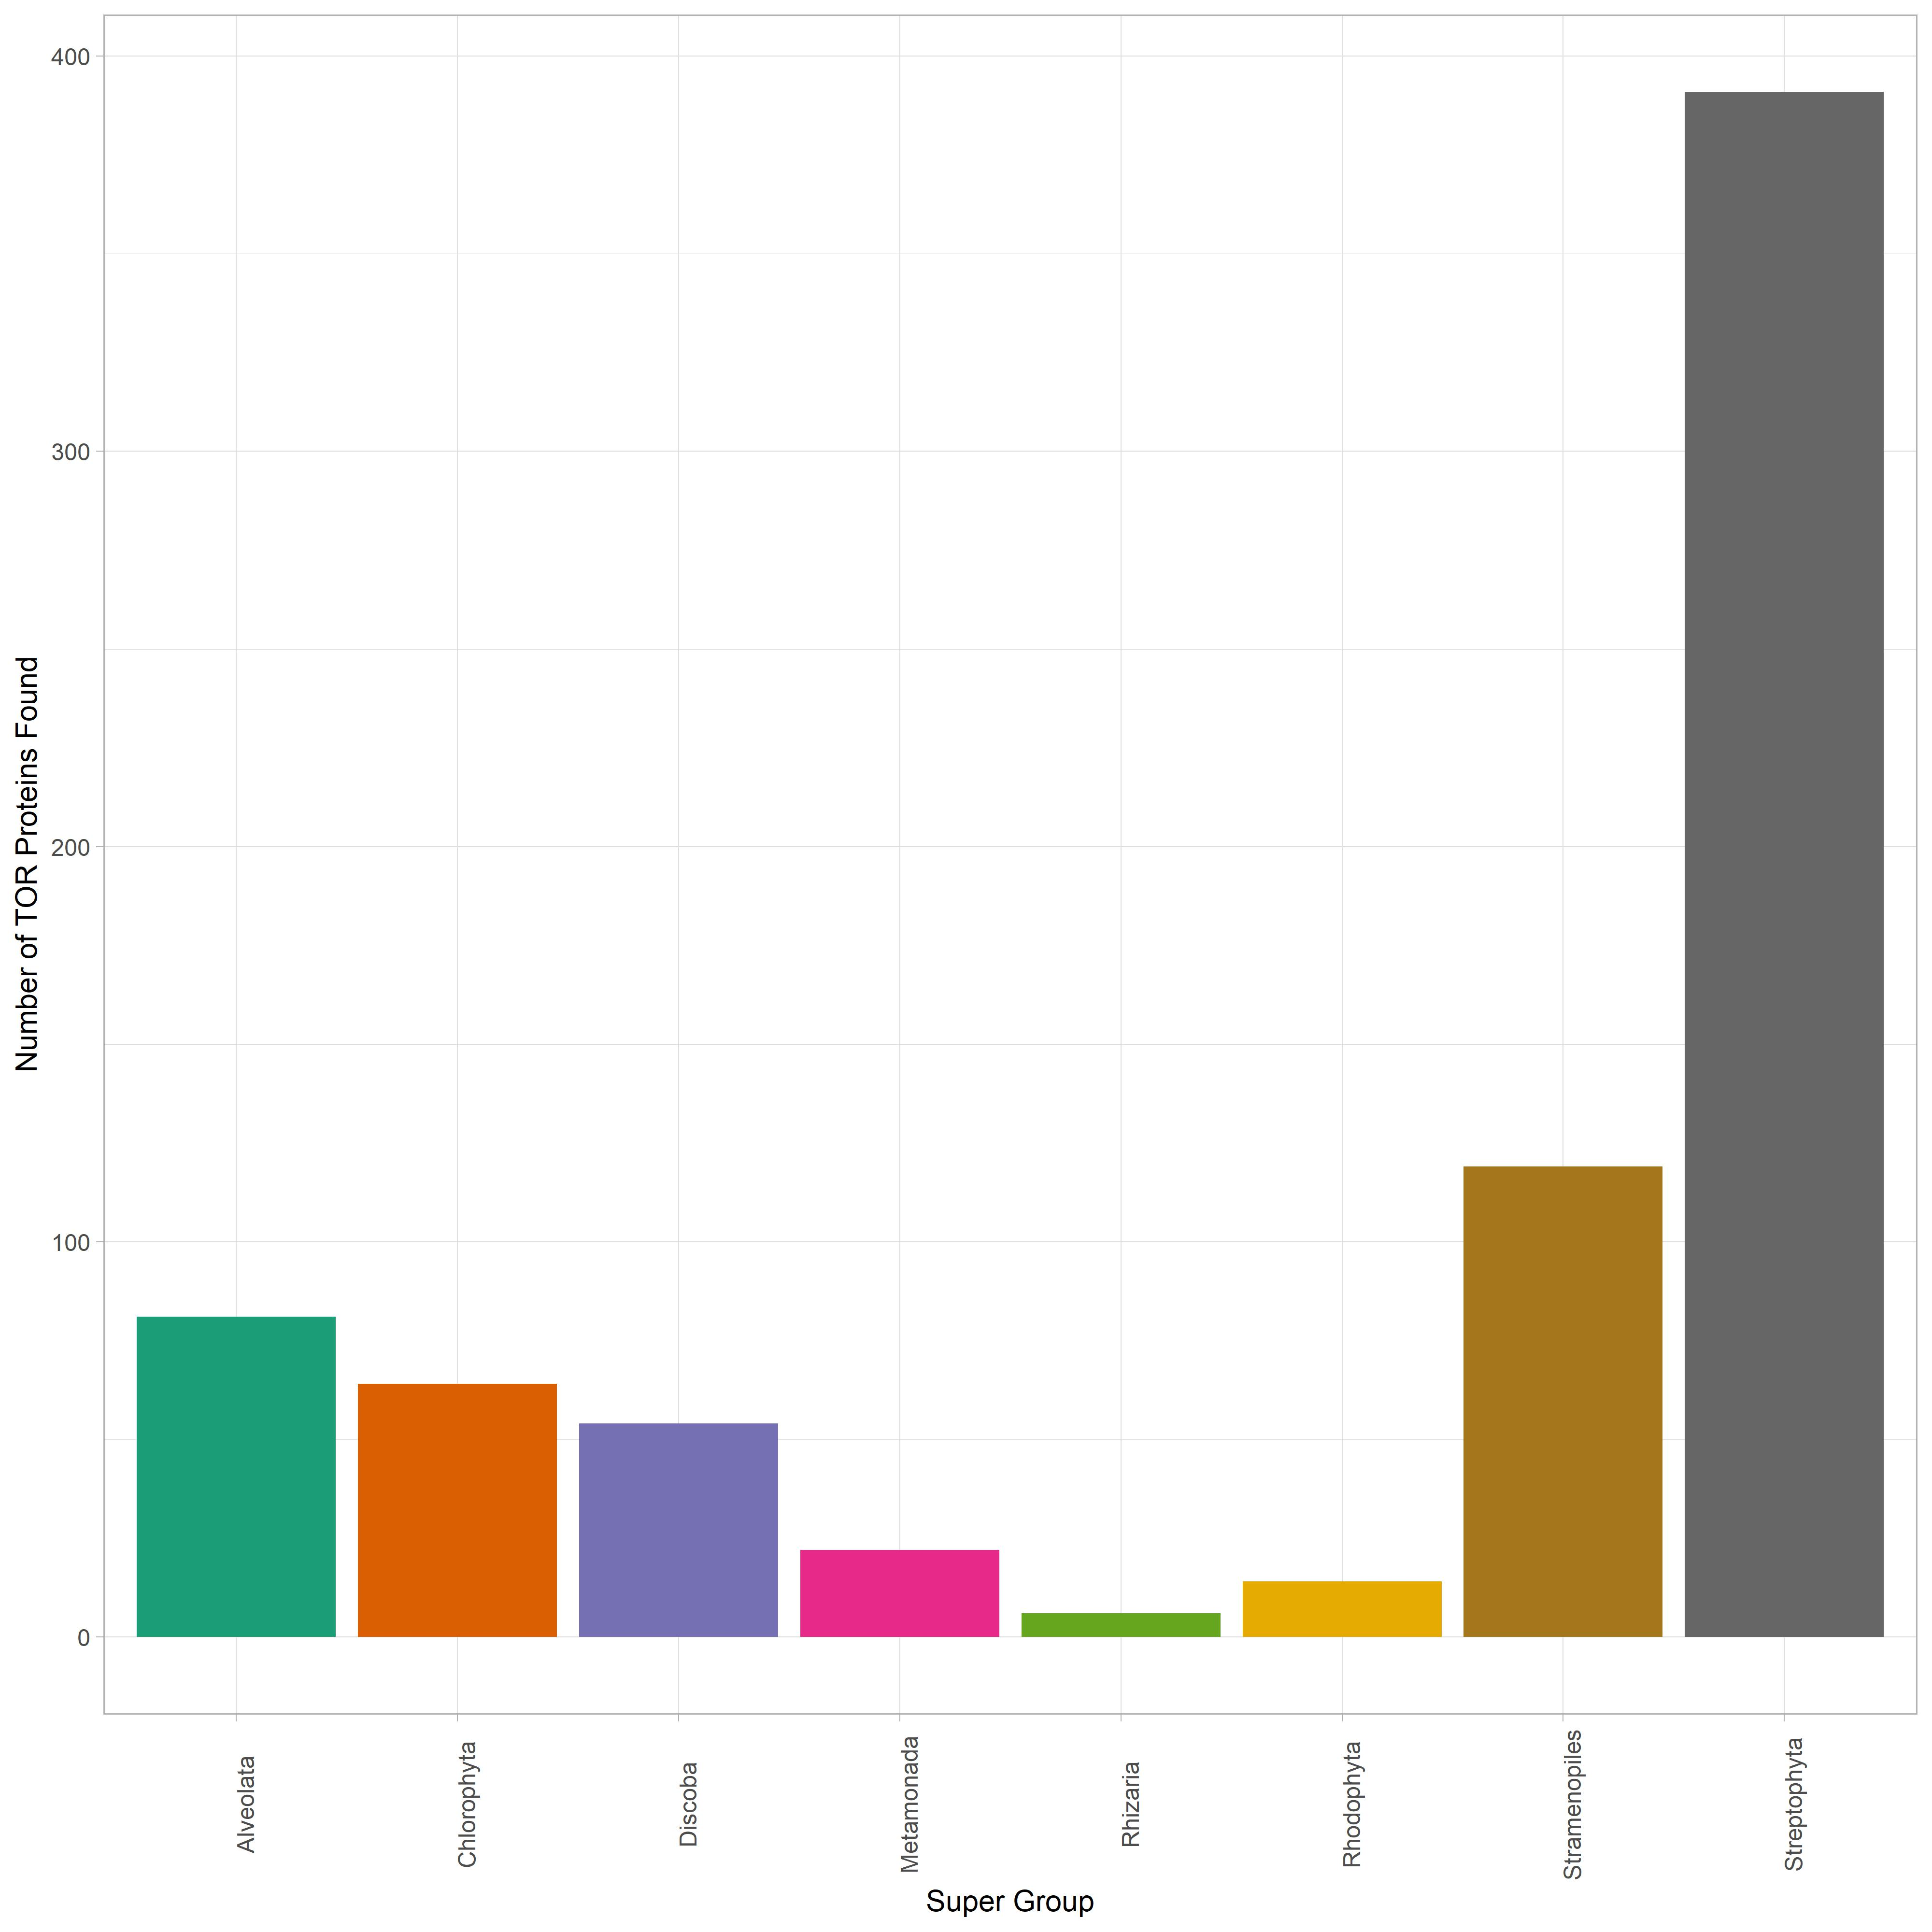 Number of TOR Proteins Found
400
300
200
100
0
Alveolata
Chlorophyta
Discoba
Metamonada
Rhizaria
Rhodophyta
Stramenopiles
Streptophyta
Super Group